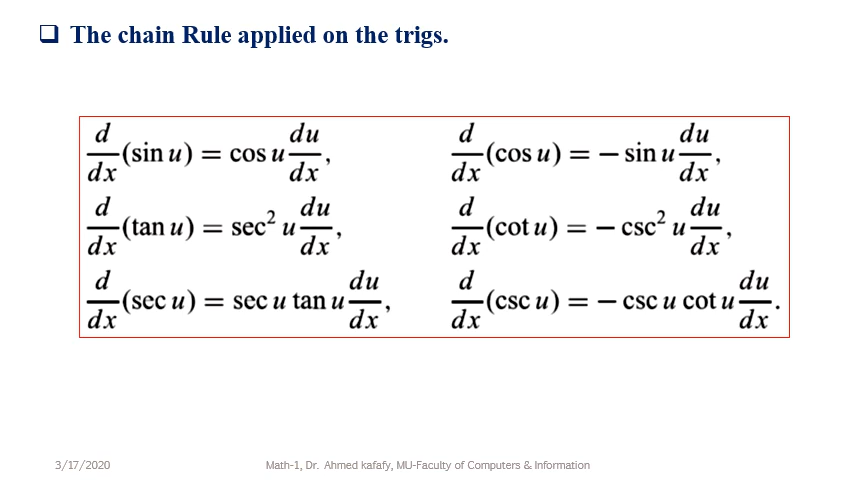 ❑ The chain Rule applied on the trigs.
d/dx (sin u) = cos u du/dx, d/dx (cos u) = − sin u du/dx,
d/dx (tan u) = sec² u du/dx, d/dx (cot u) = − csc² u du/dx,
d/dx (sec u) = sec u tan u du/dx, d/dx (csc u) = − csc u cot u du/dx.
3/17/2020 Math-1, Dr. Ahmed kafafy, MU-Faculty of Computers & Information